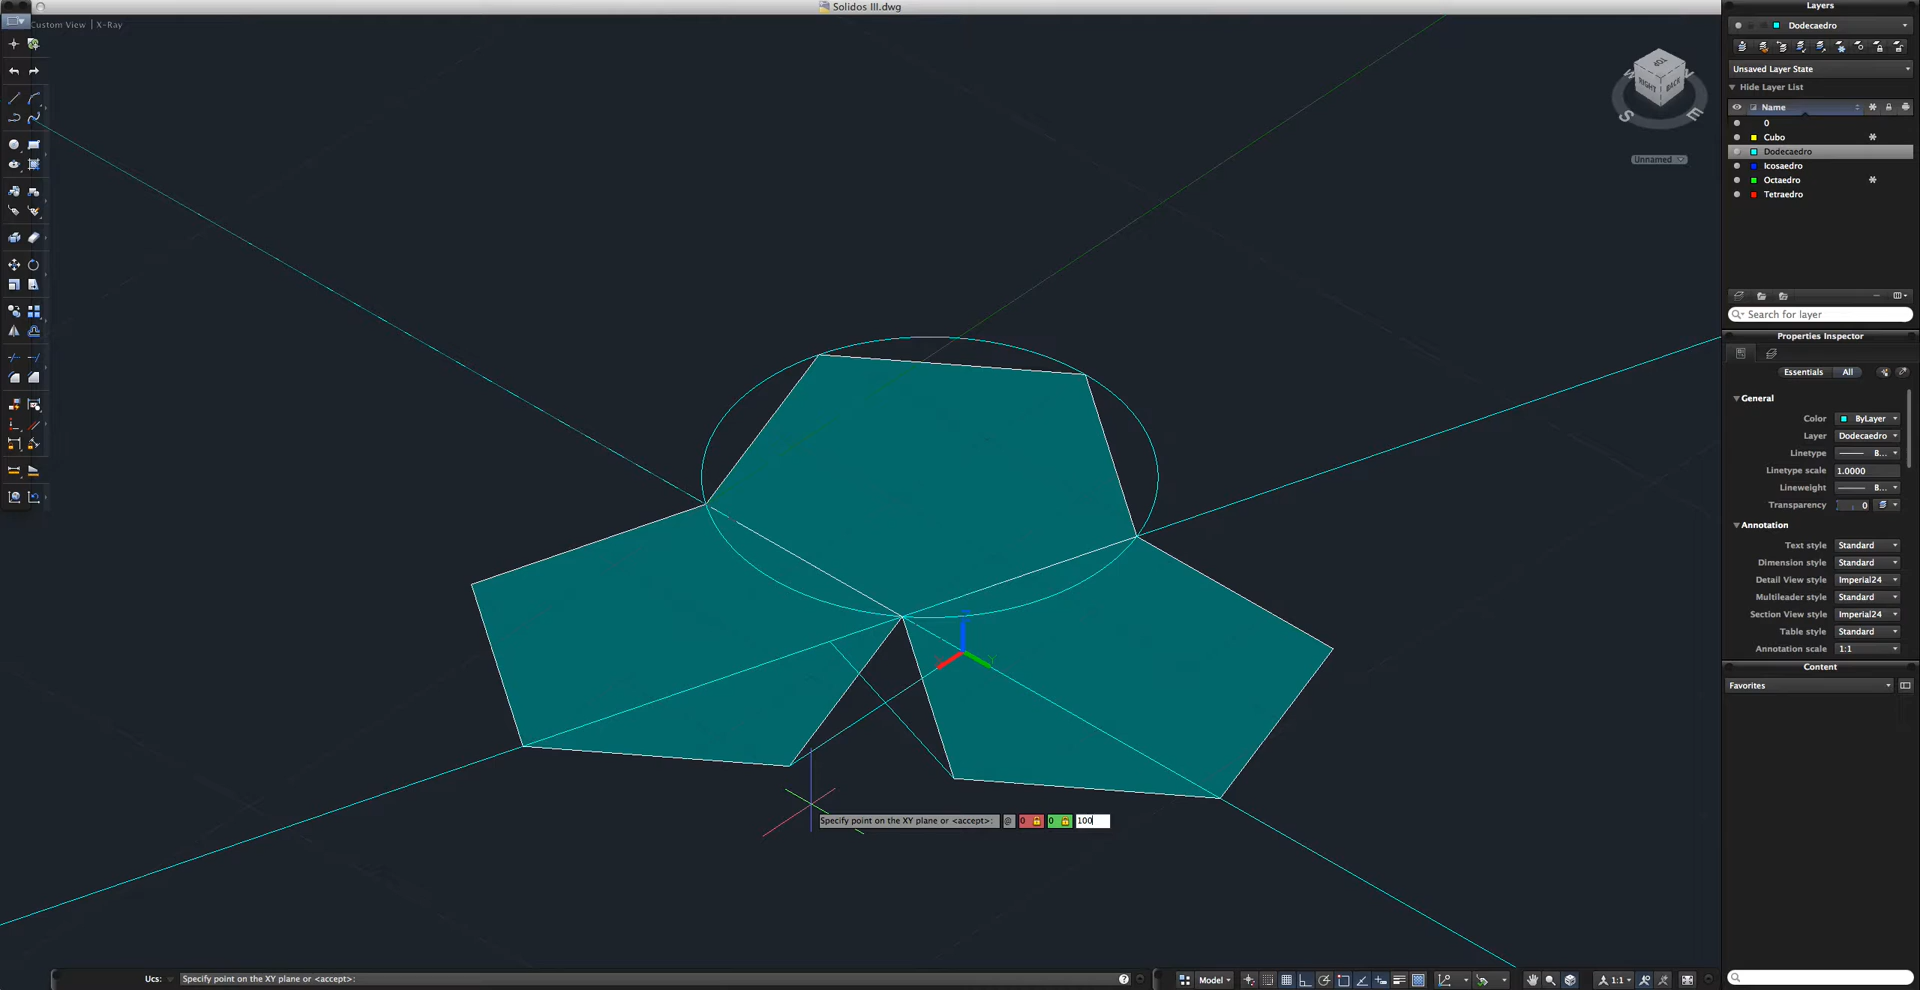 Solidos III.dwg
Custom View | X-Ray
TOP
RIGHT
BACK
W
N
S
E
Unnamed
Z
X
Y
Specify point on the XY plane or <accept>: @ 0 0 100
Ucs: Specify point on the XY plane or <accept>:
Model
1:1
Layers
Dodecaedro
Unsaved Layer State
Hide Layer List
Name
0
Cubo
Dodecaedro
Icosaedro
Octaedro
Tetraedro
Search for layer
Properties Inspector
Essentials All
General
Color ByLayer
Layer Dodecaedro
Linetype B...
Linetype scale 1.0000
Lineweight B...
Transparency 0
Annotation
Text style Standard
Dimension style Standard
Detail View style Imperial24
Multileader style Standard
Section View style Imperial24
Table style Standard
Annotation scale 1:1
Content
Favorites